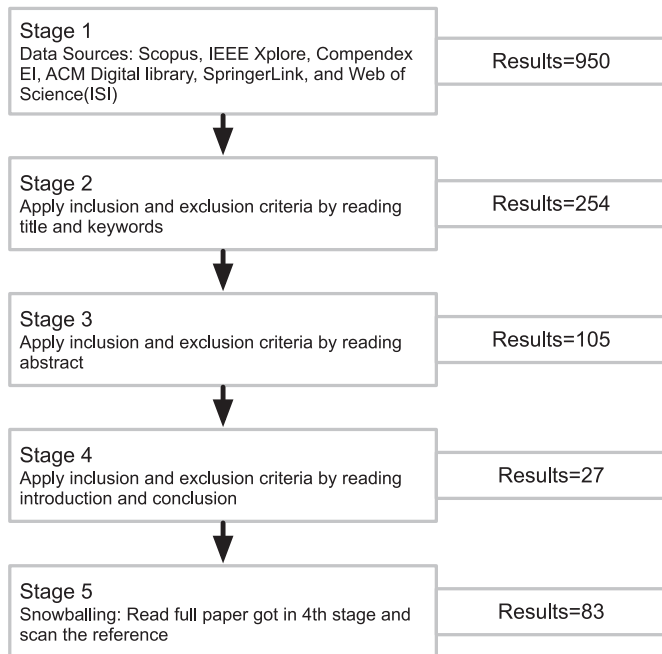 Stage 1
Data Sources: Scopus, IEEE Xplore, Compendex
EI, ACM Digital library, SpringerLink, and Web of
Science(ISI)
Results=950
Stage 2
Apply inclusion and exclusion criteria by reading
title and keywords
Results=254
Stage 3
Apply inclusion and exclusion criteria by reading
abstract
Results=105
Stage 4
Apply inclusion and exclusion criteria by reading
introduction and conclusion
Results=27
Stage 5
Snowballing: Read full paper got in 4th stage and
scan the reference
Results=83